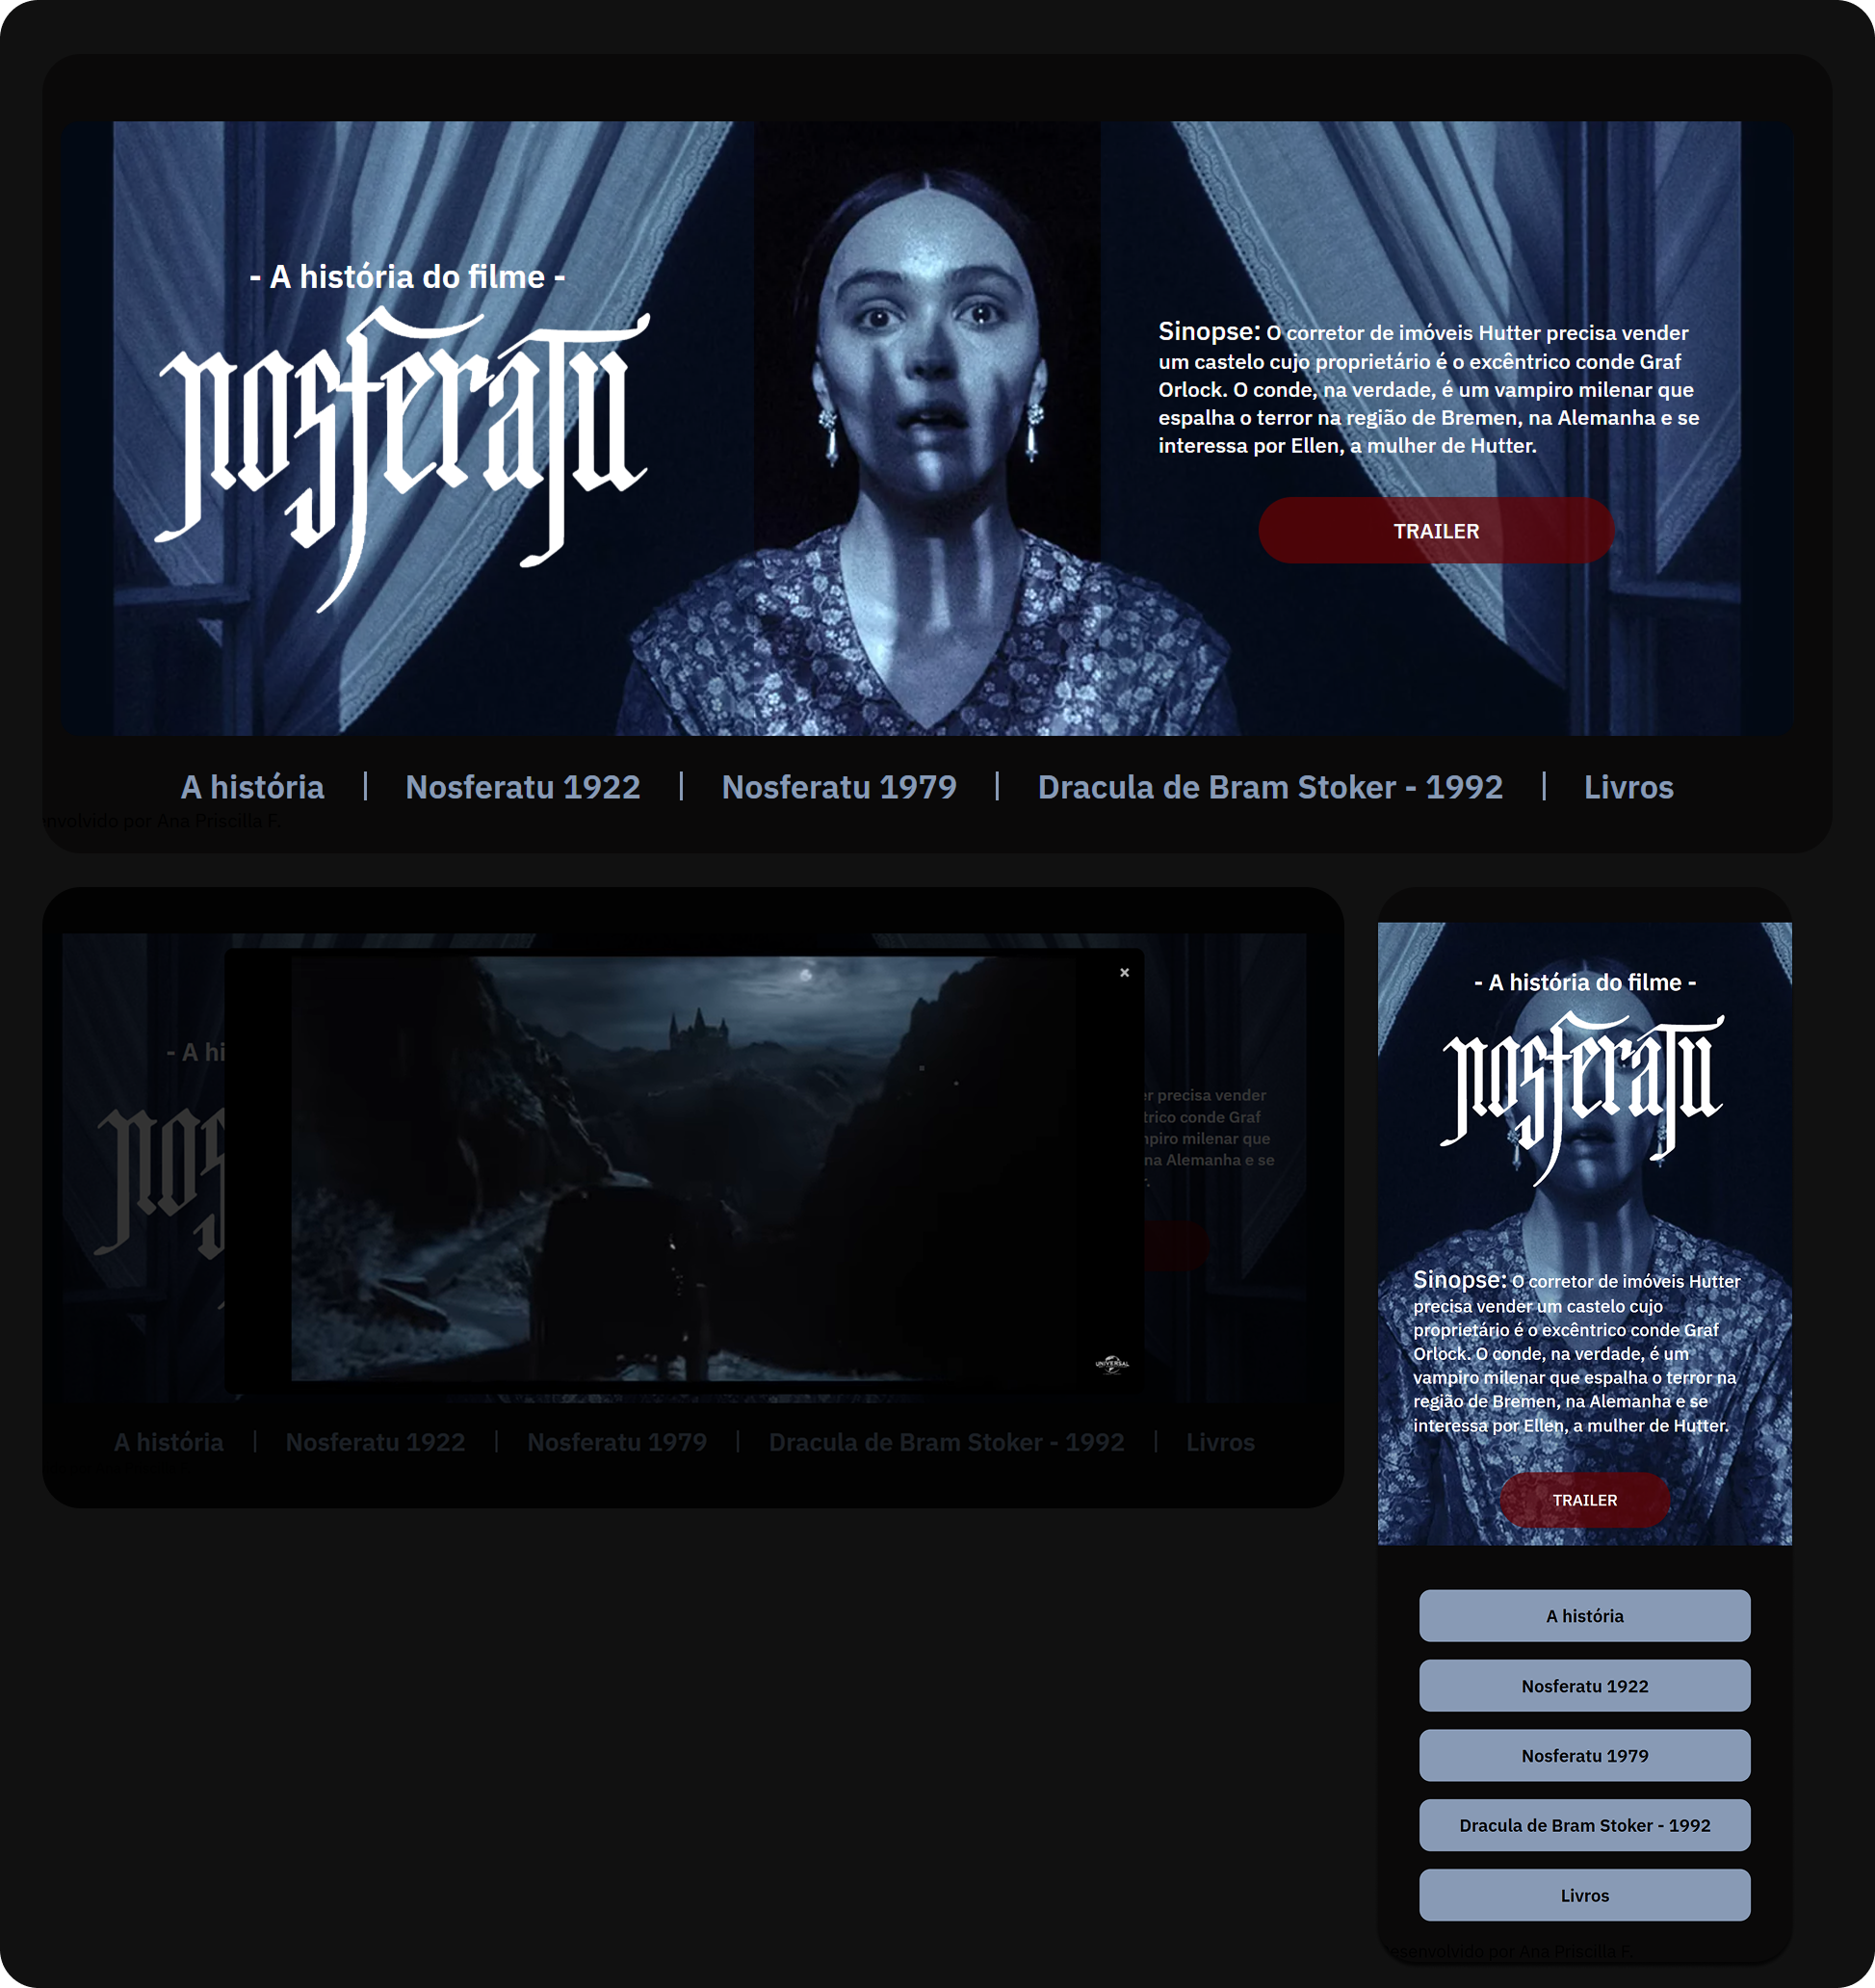 - A história do filme -
nosferatu
Sinopse: O corretor de imóveis Hutter precisa vender
um castelo cujo proprietário é o excêntrico conde Graf
Orlock. O conde, na verdade, é um vampiro milenar que
espalha o terror na região de Bremen, na Alemanha e se
interessa por Ellen, a mulher de Hutter.
TRAILER
A história | Nosferatu 1922 | Nosferatu 1979 | Dracula de Bram Stoker - 1992 | Livros
nvolvido por Ana Priscilla F.
×
- A hi
nos
er precisa vender
trico conde Graf
npiro milenar que
na Alemanha e se
r.
UNIVERSAL
A história | Nosferatu 1922 | Nosferatu 1979 | Dracula de Bram Stoker - 1992 | Livros
- A história do filme -
nosferatu
Sinopse: O corretor de imóveis Hutter
precisa vender um castelo cujo
proprietário é o excêntrico conde Graf
Orlock. O conde, na verdade, é um
vampiro milenar que espalha o terror na
região de Bremen, na Alemanha e se
interessa por Ellen, a mulher de Hutter.
TRAILER
A história
Nosferatu 1922
Nosferatu 1979
Dracula de Bram Stoker - 1992
Livros
esenvolvido por Ana Priscilla F.